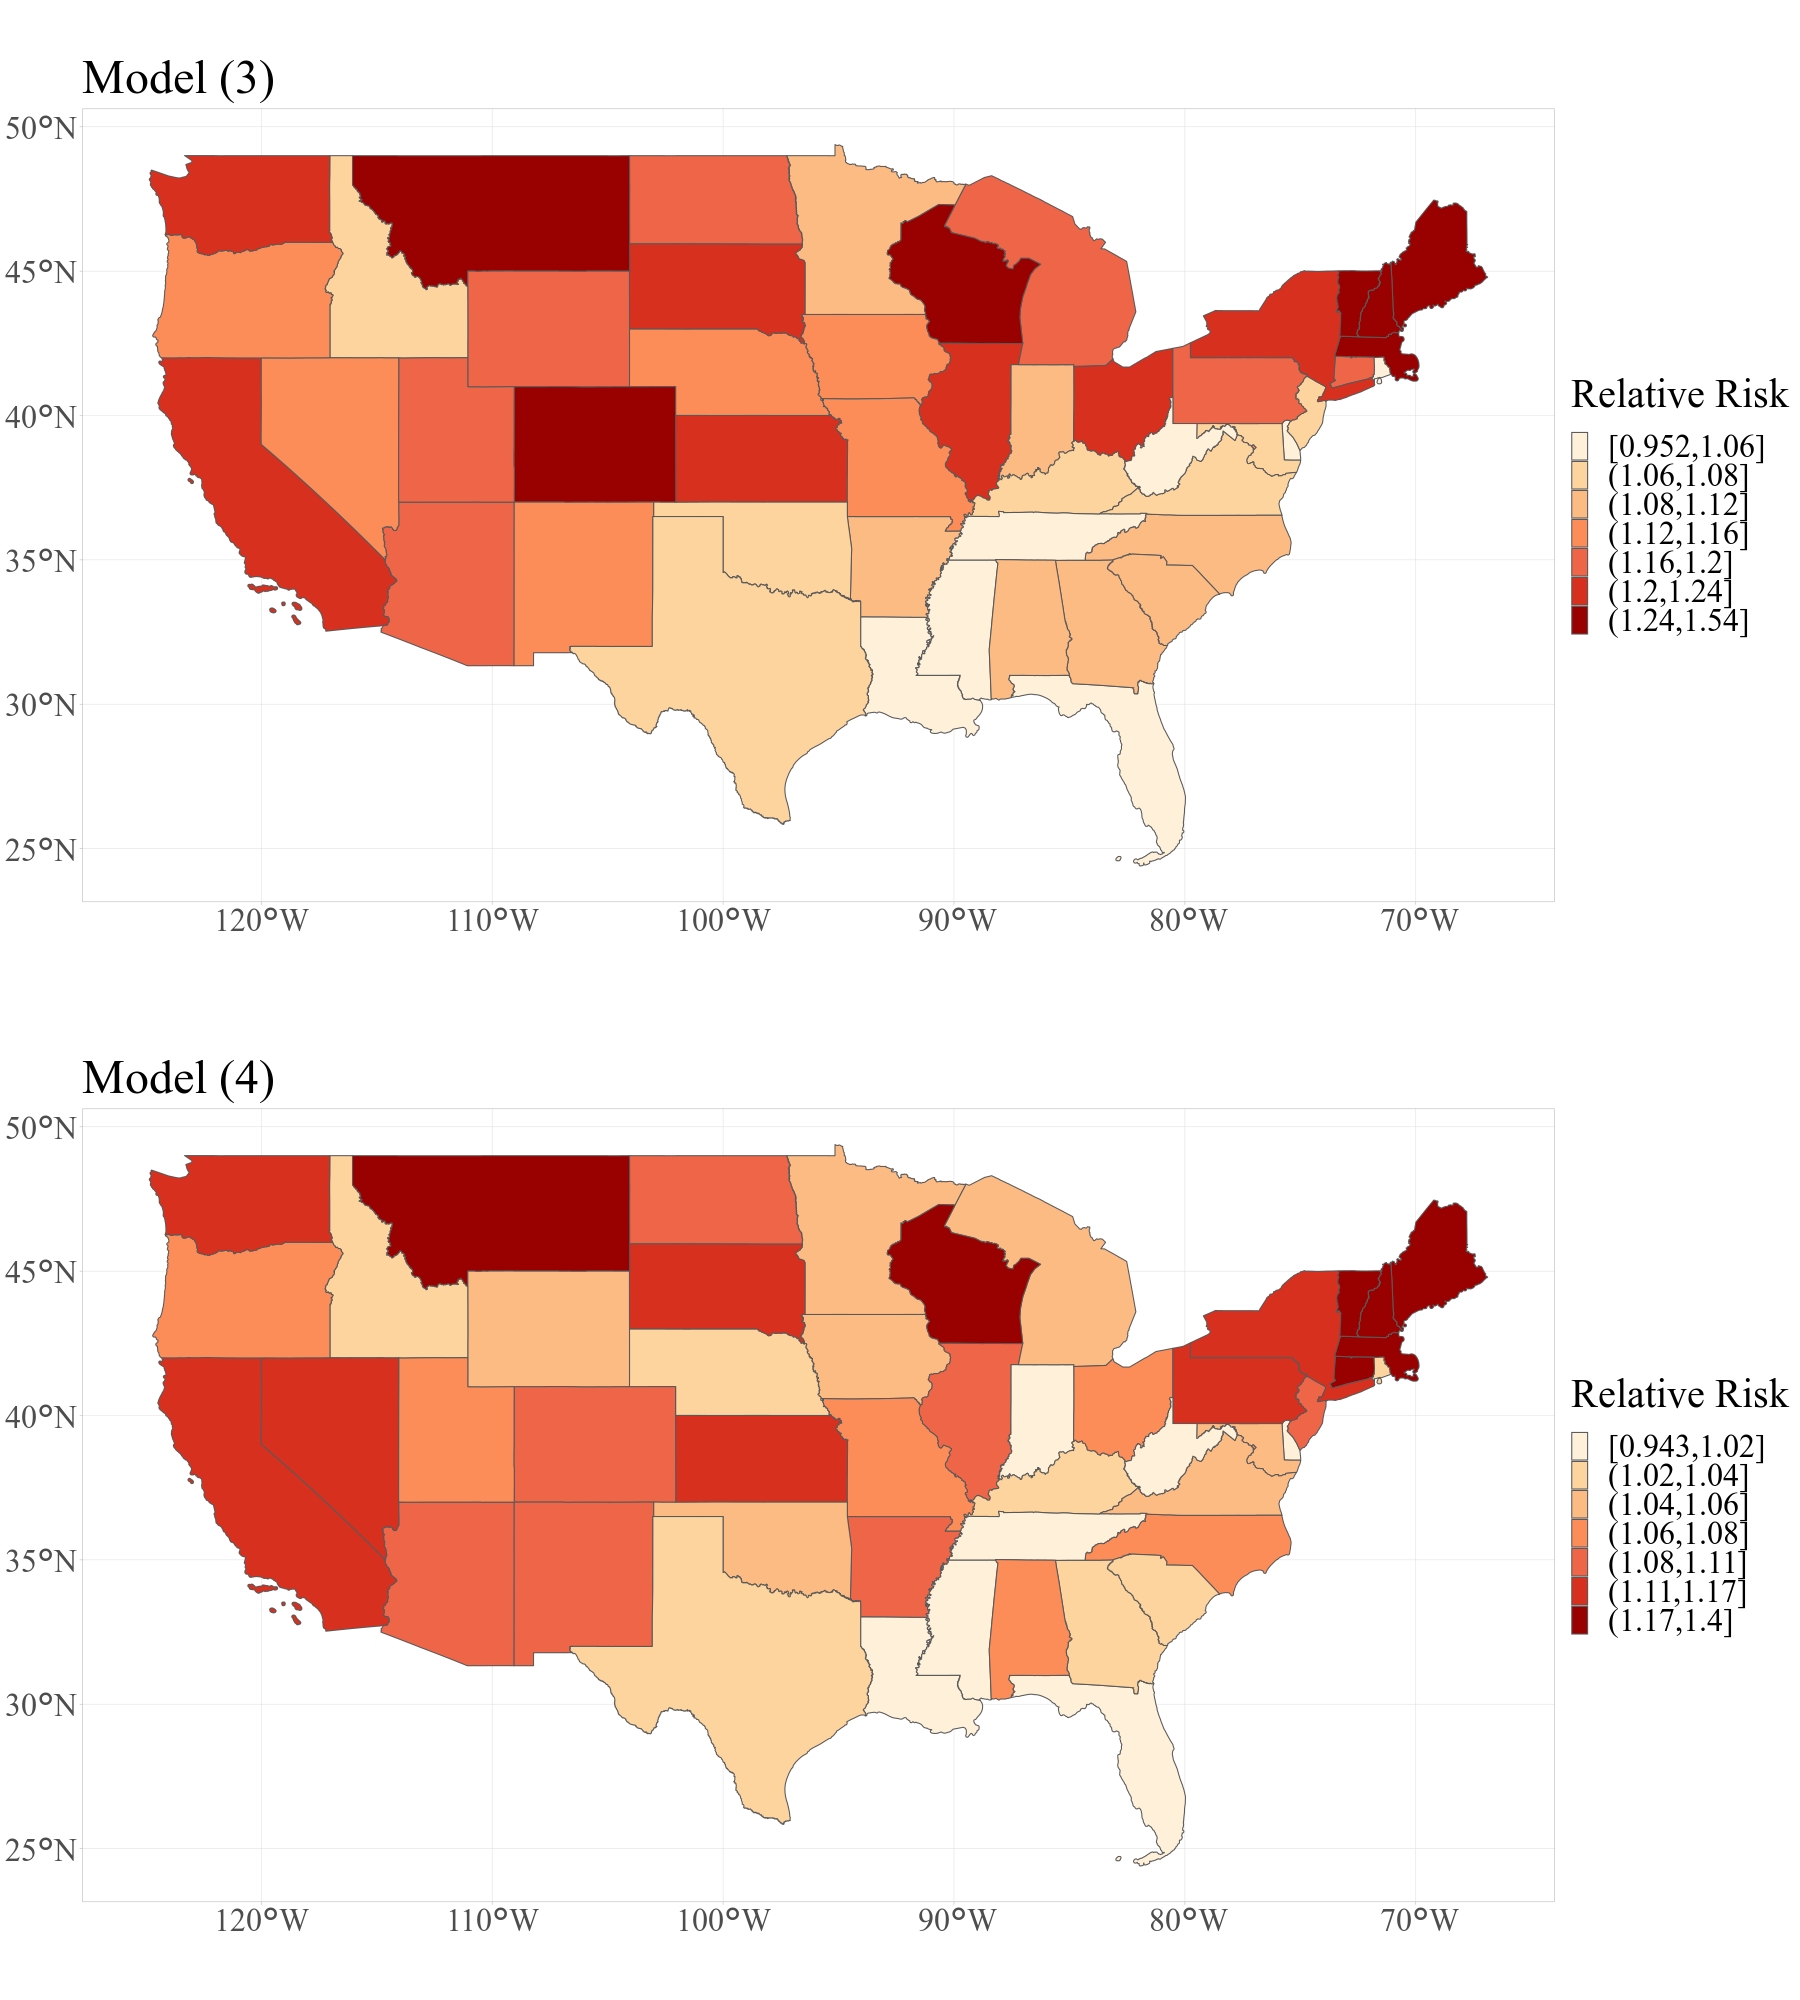 Model (3)
50°N
45°N
40°N
35°N
30°N
25°N
120°W 110°W 100°W 90°W 80°W 70°W
Relative Risk
[0.952,1.06]
(1.06,1.08]
(1.08,1.12]
(1.12,1.16]
(1.16,1.2]
(1.2,1.24]
(1.24,1.54]
Model (4)
50°N
45°N
40°N
35°N
30°N
25°N
120°W 110°W 100°W 90°W 80°W 70°W
Relative Risk
[0.943,1.02]
(1.02,1.04]
(1.04,1.06]
(1.06,1.08]
(1.08,1.11]
(1.11,1.17]
(1.17,1.4]